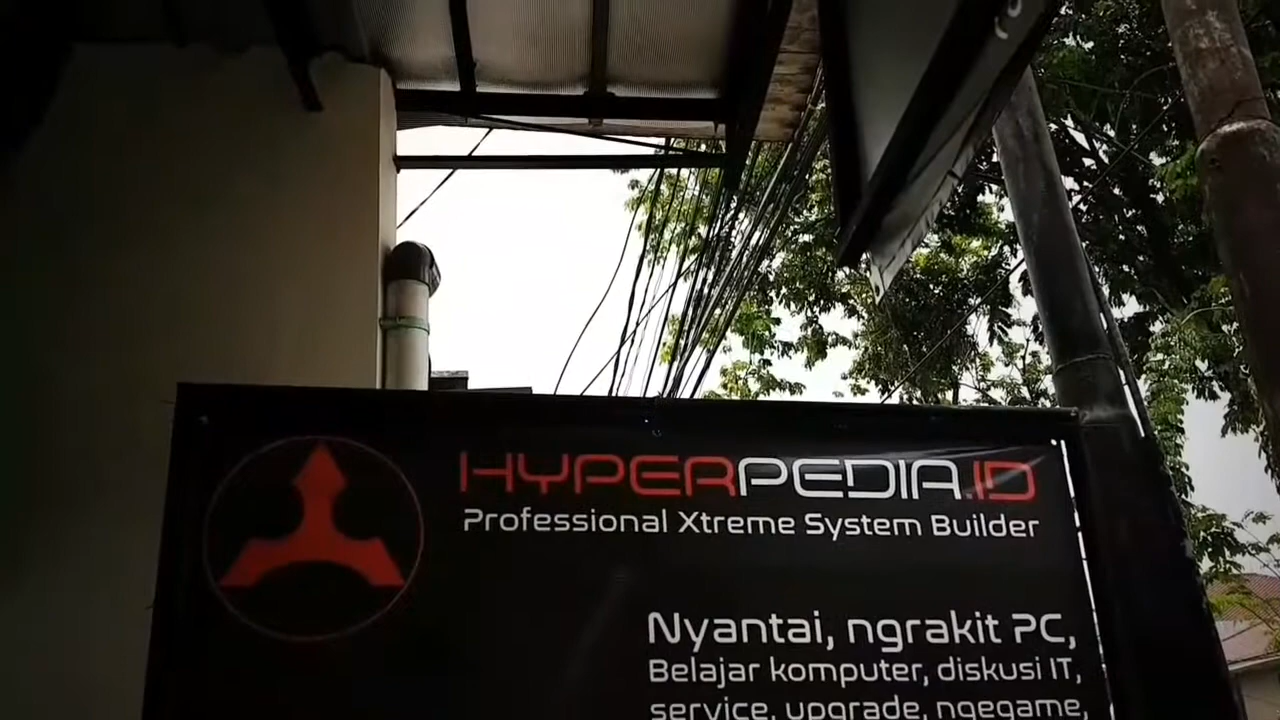 HYPERPEDIA.ID
Professional Xtreme System Builder
Nyantai, ngrakit PC,
Belajar komputer, diskusi IT,
service, upgrade, ngegame,